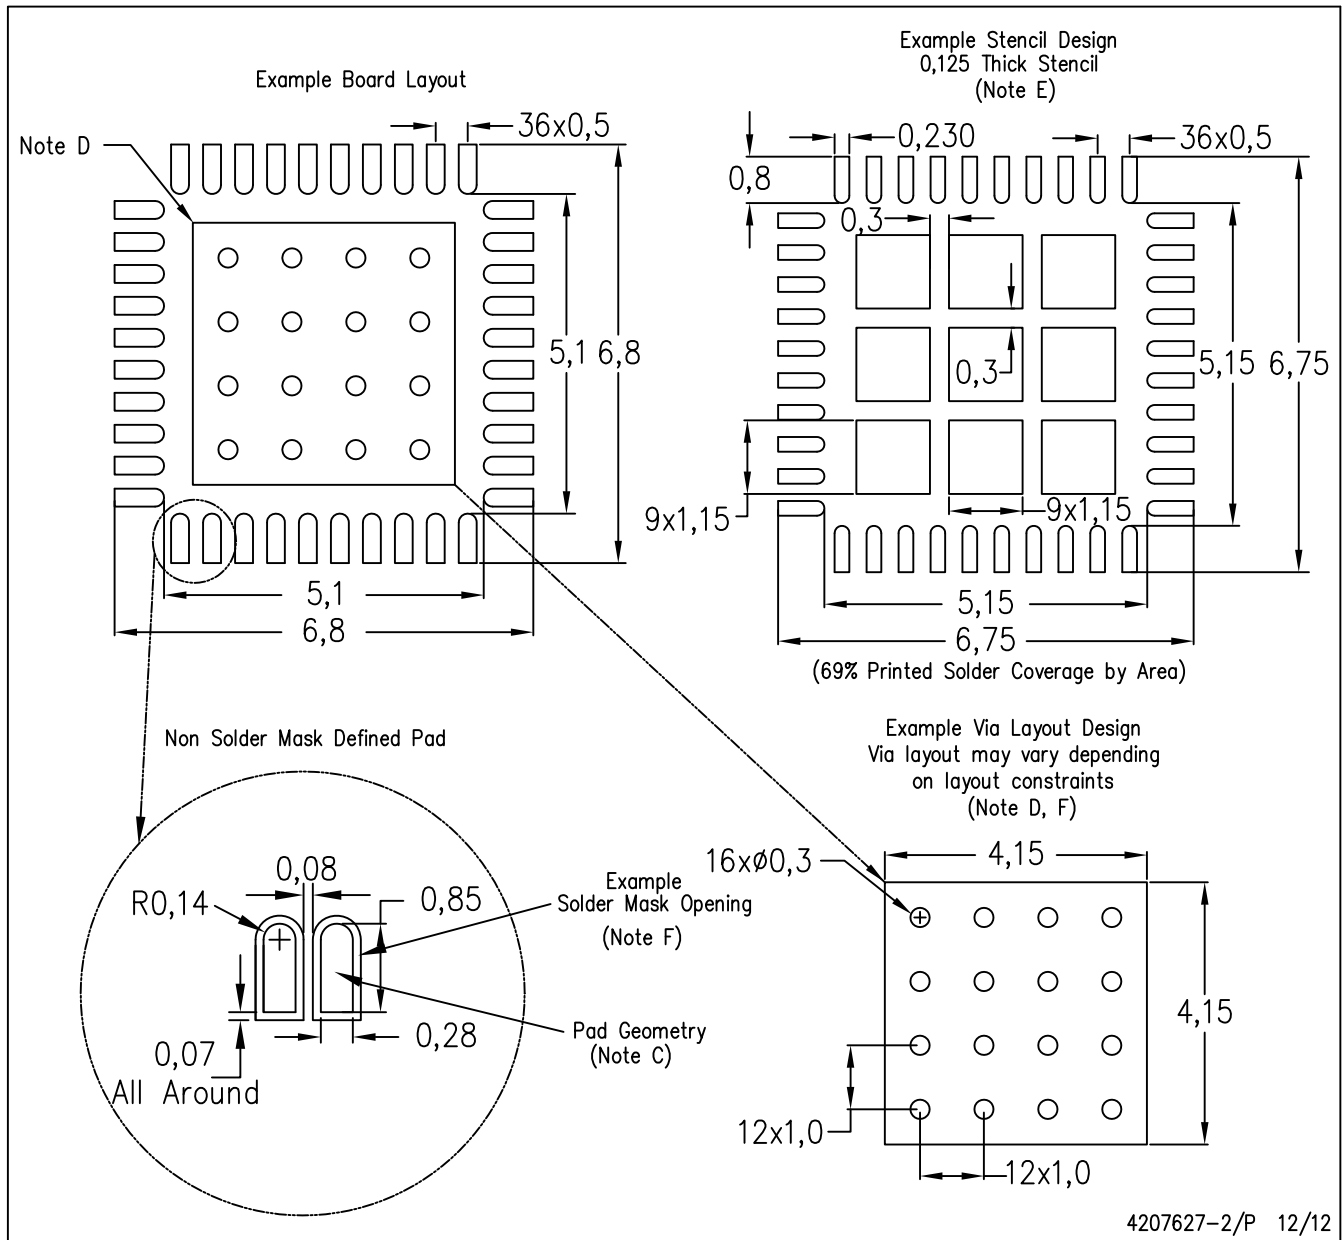 Example Board Layout
Note D
36x0,5
5,1
6,8
5,1
6,8
Example Stencil Design
0,125 Thick Stencil
(Note E)
0,230
36x0,5
0,8
0,3
0,3
5,15
6,75
9x1,15
9x1,15
5,15
6,75
(69% Printed Solder Coverage by Area)
Non Solder Mask Defined Pad
0,08
R0,14
0,85
Example
Solder Mask Opening
(Note F)
0,28
Pad Geometry
(Note C)
0,07
All Around
Example Via Layout Design
Via layout may vary depending
on layout constraints
(Note D, F)
16xø0,3
4,15
4,15
12x1,0
12x1,0
4207627-2/P 12/12